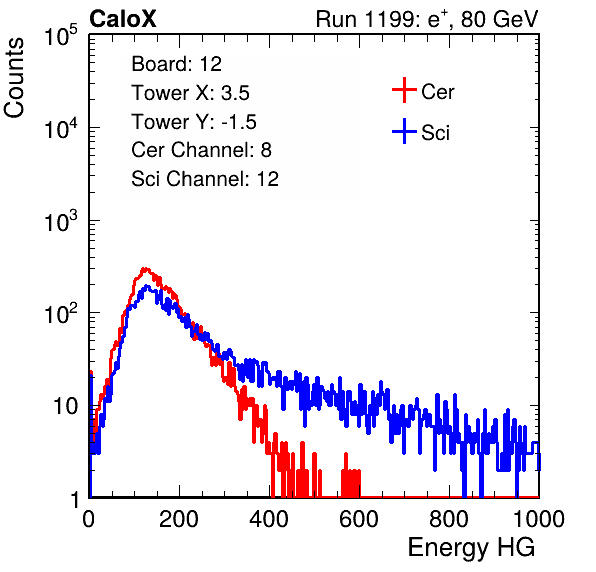 CaloX Run 1199: e⁺, 80 GeV
Counts
10⁵
10⁴
10³
10²
10
1
Board: 12
Tower X: 3.5
Tower Y: -1.5
Cer Channel: 8
Sci Channel: 12
Cer
Sci
0 200 400 600 800 1000
Energy HG